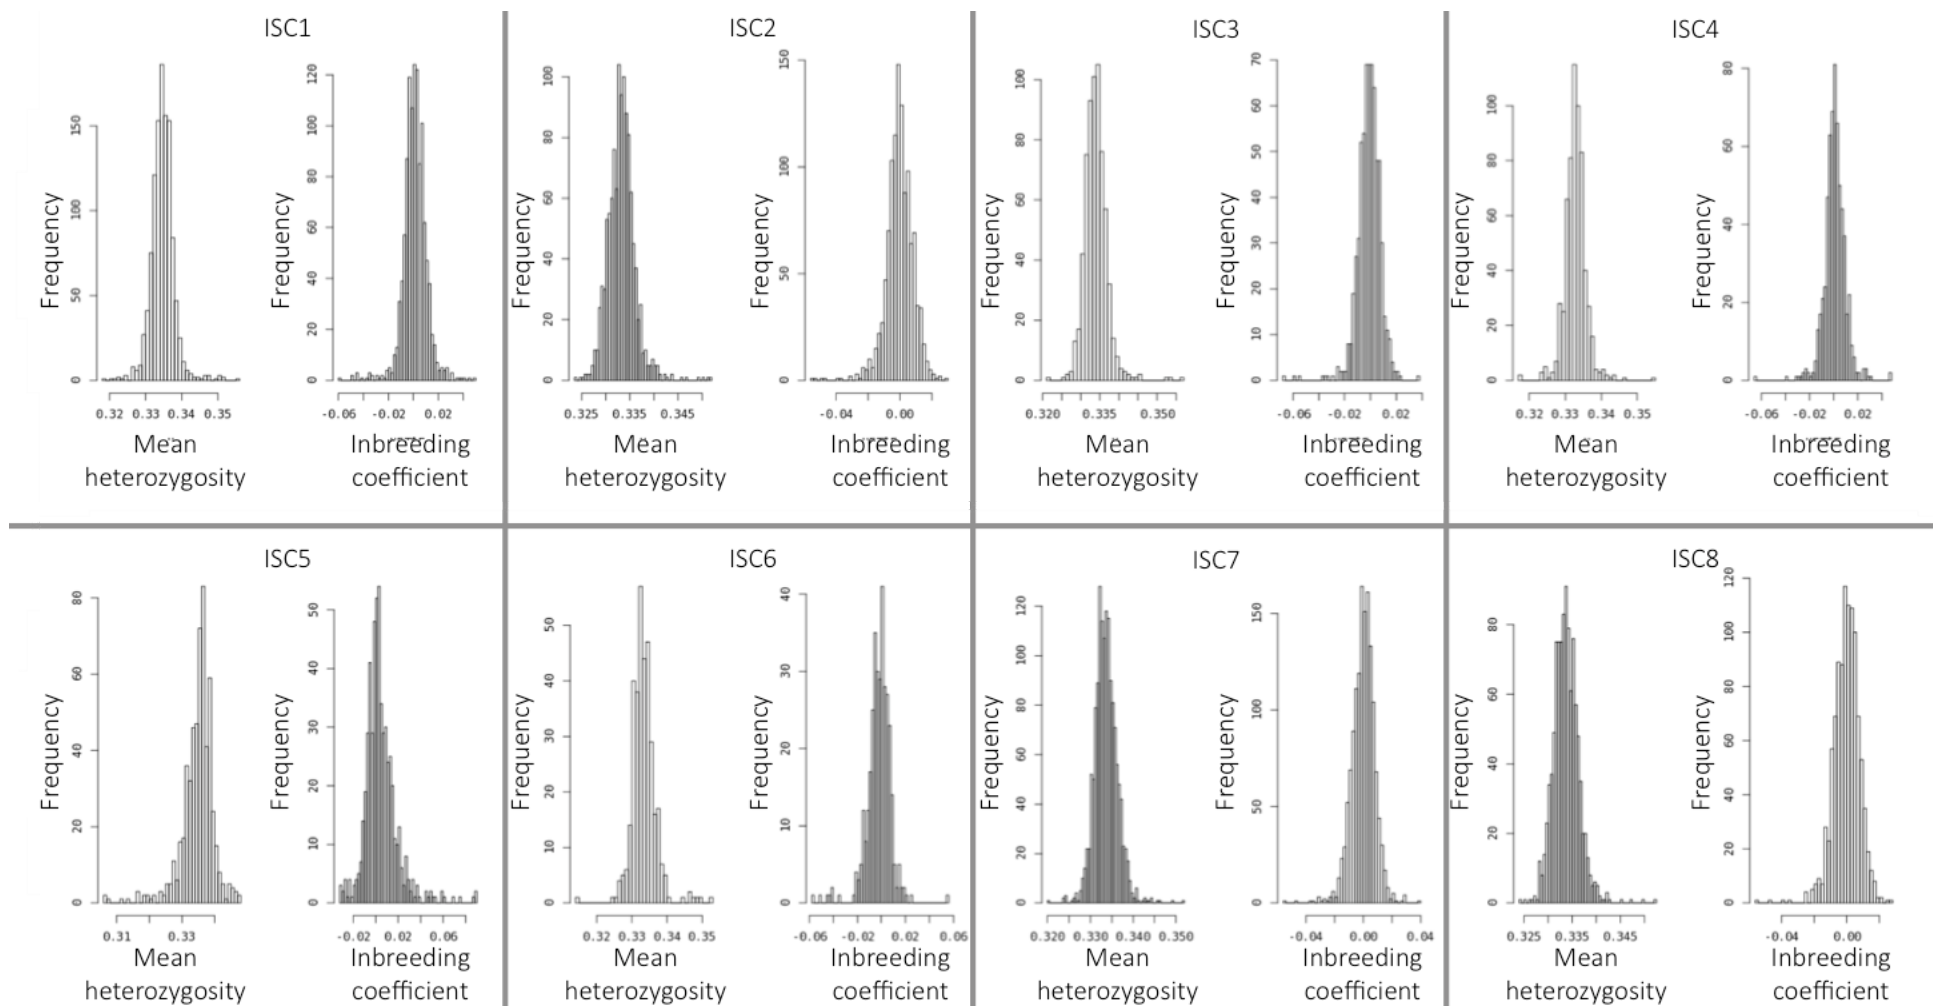 ISC1
ISC2
ISC3
ISC4
Frequency
150
100
50
0
0.32 0.33 0.34 0.35
Mean
heterozygosity
Frequency
120
100
80
60
40
20
0
-0.06 -0.02 0.02
Inbreeding
coefficient
Frequency
100
80
60
40
20
0
0.325 0.335 0.345
Mean
heterozygosity
Frequency
150
100
50
0
-0.04 0.00
Inbreeding
coefficient
Frequency
100
80
60
40
20
0
0.320 0.335 0.350
Mean
heterozygosity
Frequency
70
60
50
40
30
20
10
0
-0.06 -0.02 0.02
Inbreeding
coefficient
Frequency
100
80
60
40
20
0
0.32 0.33 0.34 0.35
Mean
heterozygosity
Frequency
80
60
40
20
0
-0.06 -0.02 0.02
Inbreeding
coefficient
ISC5
ISC6
ISC7
ISC8
Frequency
80
60
40
20
0
0.31 0.33
Mean
heterozygosity
Frequency
50
40
30
20
10
0
-0.02 0.02 0.06
Inbreeding
coefficient
Frequency
50
40
30
20
10
0
0.32 0.33 0.34 0.35
Mean
heterozygosity
Frequency
40
30
20
10
0
-0.06 -0.02 0.02 0.06
Inbreeding
coefficient
Frequency
120
100
80
60
40
20
0
0.320 0.330 0.340 0.350
Mean
heterozygosity
Frequency
150
100
50
0
-0.04 0.00 0.04
Inbreeding
coefficient
Frequency
80
60
40
20
0
0.325 0.335 0.345
Mean
heterozygosity
Frequency
120
100
80
60
40
20
0
-0.04 0.00
Inbreeding
coefficient